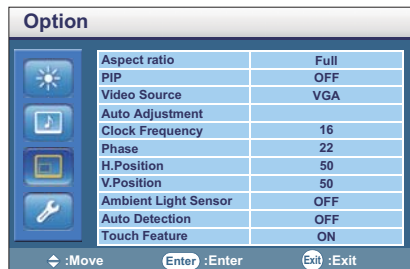 Option
Aspect ratio Full
PIP OFF
Video Source VGA
Auto Adjustment
Clock Frequency 16
Phase 22
H.Position 50
V.Position 50
Ambient Light Sensor OFF
Auto Detection OFF
Touch Feature ON
:Move Enter :Enter Exit :Exit